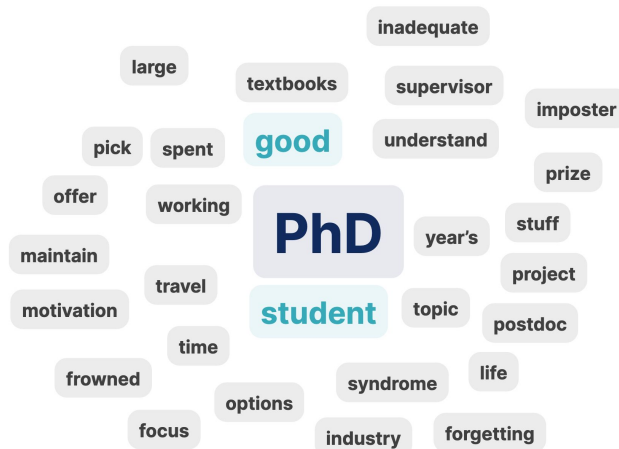 inadequate
large
textbooks
supervisor
imposter
pick
spent
good
understand
prize
offer
working
PhD
year’s
stuff
maintain
travel
project
motivation
student
topic
postdoc
time
frowned
syndrome
life
options
focus
industry
forgetting